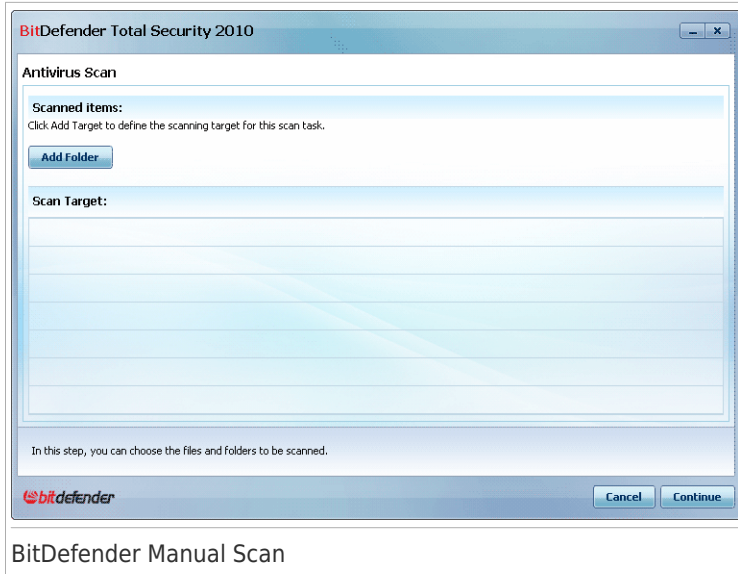 BitDefender Total Security 2010
Antivirus Scan
Scanned items:
Click Add Target to define the scanning target for this scan task.
Add Folder
Scan Target:
In this step, you can choose the files and folders to be scanned.
bitdefender
Cancel Continue
BitDefender Manual Scan